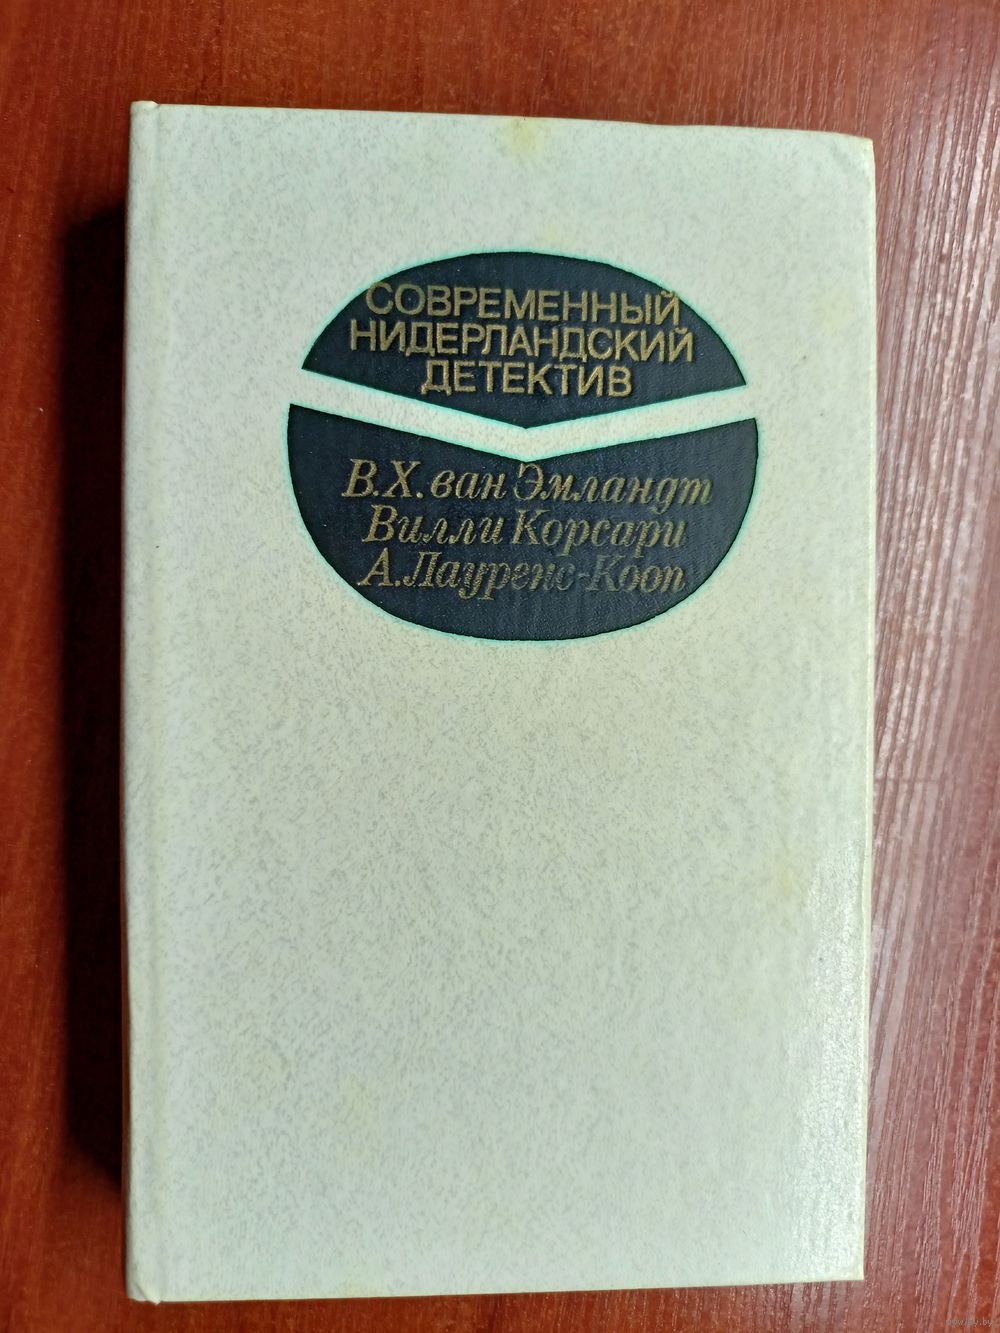 СОВРЕМЕННЫЙ
НИДЕРЛАНДСКИЙ
ДЕТЕКТИВ
В.Х. ван Эмландт
Вилли Корсари
А.Лауренс-Кооп